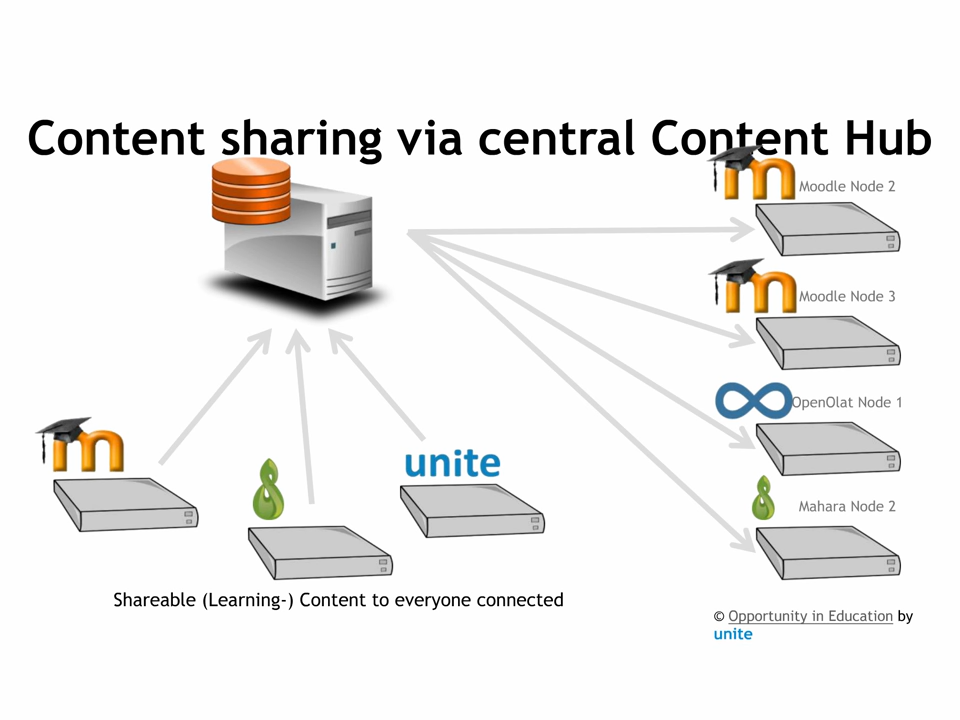 Content sharing via central Content Hub
m
Moodle Node 2
m
Moodle Node 3
OpenOlat Node 1
m
unite
Mahara Node 2
Shareable (Learning-) Content to everyone connected
© Opportunity in Education by
unite